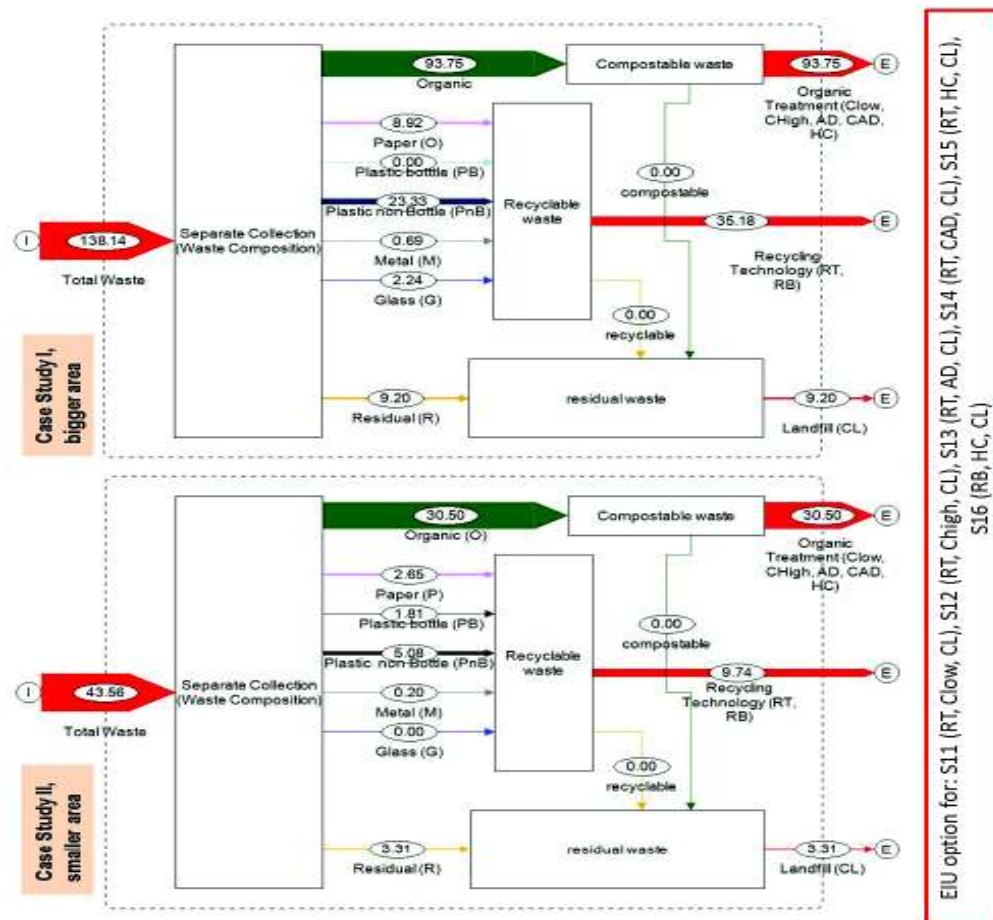 93.75
Organic
Compostable waste
93.75
E
Organic
Treatment (Clow,
CHigh, AD, CAD,
HC)
8.92
Paper (O)
0.00
Plastic bottle (PB)
23.33
Plastic non-Bottle (PnB)
0.69
Metal (M)
2.24
Glass (G)
Recyclable
waste
0.00
compostable
35.18
E
Recycling
Technology (RT,
RB)
0.00
recyclable
I
138.14
Total Waste
Separate Collection
(Waste Composition)
Case Study I,
bigger area
9.20
Residual (R)
residual waste
9.20
E
Landfill (CL)
30.50
Organic (O)
Compostable waste
30.50
E
Organic
Treatment (Clow,
CHigh, AD, CAD,
HC)
2.65
Paper (P)
1.81
Plastic bottle (PB)
5.08
Plastic non-Bottle (PnB)
0.20
Metal (M)
0.00
Glass (G)
Recyclable
waste
0.00
compostable
9.74
E
Recycling
Technology (RT,
RB)
0.00
recyclable
I
43.56
Total Waste
Separate Collection
(Waste Composition)
Case Study II,
smaller area
3.31
Residual (R)
residual waste
3.31
E
Landfill (CL)
EIU option for: S11 (RT, Clow, CL), S12 (RT, Chigh, CL), S13 (RT, AD, CL), S14 (RT, CAD, CL), S15 (RT, HC, CL),
S16 (RB, HC, CL)